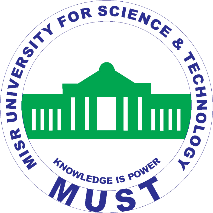 MISR UNIVERSITY FOR SCIENCE & TECHNOLOGY
KNOWLEDGE IS POWER
MUST